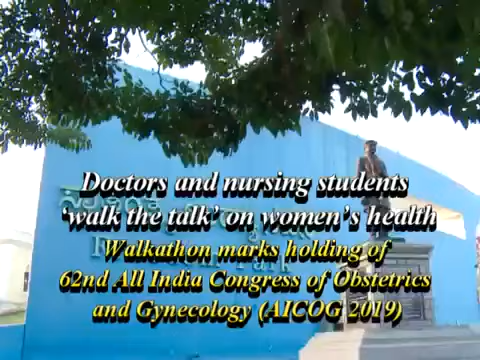 Doctors and nursing students
‘walk the talk’ on women’s health
Walkathon marks holding of
62nd All India Congress of Obstetrics
and Gynecology (AICOG 2019)
Park